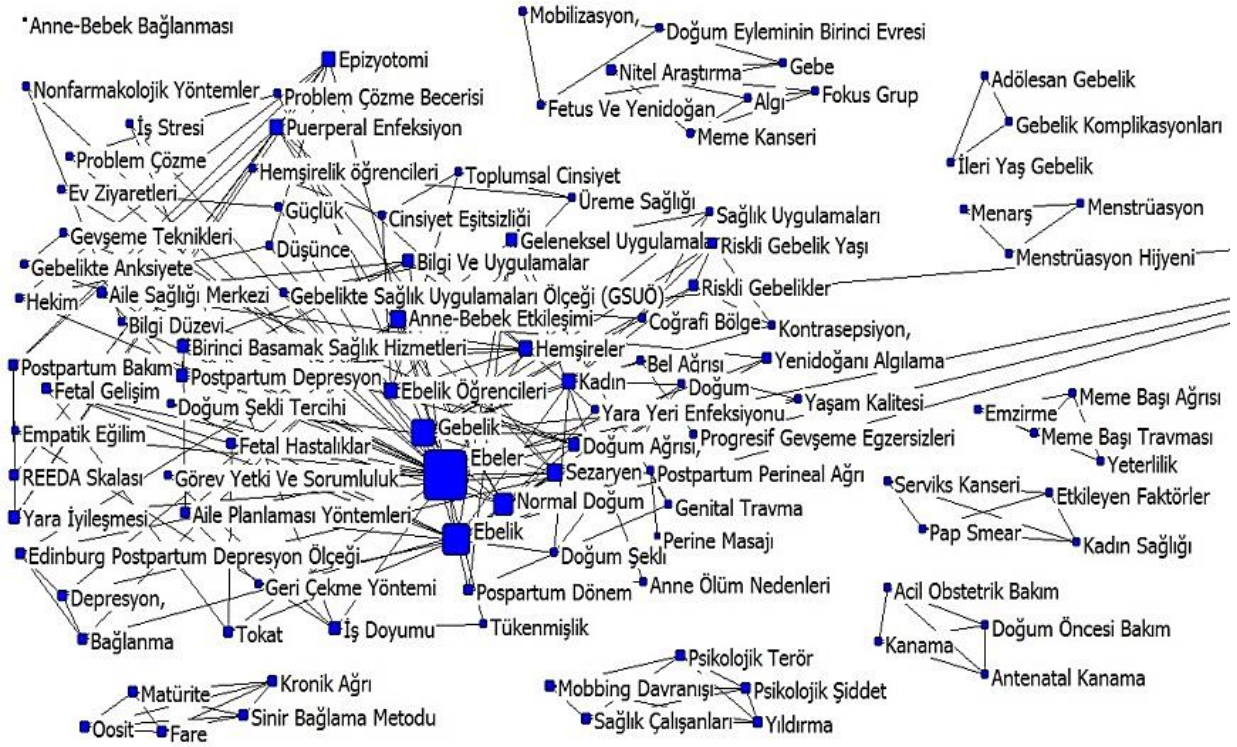 Anne-Bebek Bağlanması
Mobilizasyon,
Doğum Eyleminin Birinci Evresi
Epizyotomi
Nitel Araştırma
Gebe
Adölesan Gebelik
Nonfarmakolojik Yöntemler
Problem Çözme Becerisi
Fetus Ve Yenidoğan
Algı
Fokus Grup
İş Stresi
Puerperal Enfeksiyon
Meme Kanseri
Gebelik Komplikasyonları
Problem Çözme
Hemşirelik öğrencileri
Toplumsal Cinsiyet
İleri Yaş Gebelik
Ev Ziyaretleri
Güçlük
Cinsiyet Eşitsizliği
Üreme Sağlığı
Sağlık Uygulamaları
Menarş
Menstrüasyon
Gevşeme Teknikleri
Düşünce
Geleneksel Uygulamalar
Riskli Gebelik Yaşı
Menstrüasyon Hijyeni
Gebelikte Anksiyete
Bilgi Ve Uygulamalar
Hekim
Aile Sağlığı Merkezi
Gebelikte Sağlık Uygulamaları Ölçeği (GSUÖ)
Riskli Gebelikler
Bilgi Düzeyi
Anne-Bebek Etkileşimi
Coğrafi Bölge
Kontrasepsiyon,
Birinci Basamak Sağlık Hizmetleri
Hemşireler
Bel Ağrısı
Yenidoğanı Algılama
Postpartum Bakım
Postpartum Depresyon
Fetal Gelişim
Ebelik Öğrencileri
Kadın
Doğum
Yaşam Kalitesi
Meme Başı Ağrısı
Doğum Şekli Tercihi
Yara Yeri Enfeksiyonu
Emzirme
Empatik Eğilim
Fetal Hastalıklar
Gebelik
Doğum Ağrısı,
Progresif Gevşeme Egzersizleri
Meme Başı Travması
Ebeler
Yeterlilik
REEDA Skalası
Görev Yetki Ve Sorumluluk
Sezaryen
Postpartum Perineal Ağrı
Serviks Kanseri
Etkileyen Faktörler
Yara İyileşmesi
Aile Planlaması Yöntemleri
Normal Doğum
Genital Travma
Ebelik
Perine Masajı
Pap Smear
Kadın Sağlığı
Edinburg Postpartum Depresyon Ölçeği
Doğum Şekli
Depresyon,
Geri Çekme Yöntemi
Pospartum Dönem
Anne Ölüm Nedenleri
Acil Obstetrik Bakım
Bağlanma
Tokat
İş Doyumu
Tükenmişlik
Kanama
Doğum Öncesi Bakım
Antenatal Kanama
Psikolojik Terör
Matürite
Kronik Ağrı
Mobbing Davranışı
Psikolojik Şiddet
Oosit
Fare
Sinir Bağlama Metodu
Sağlık Çalışanları
Yıldırma